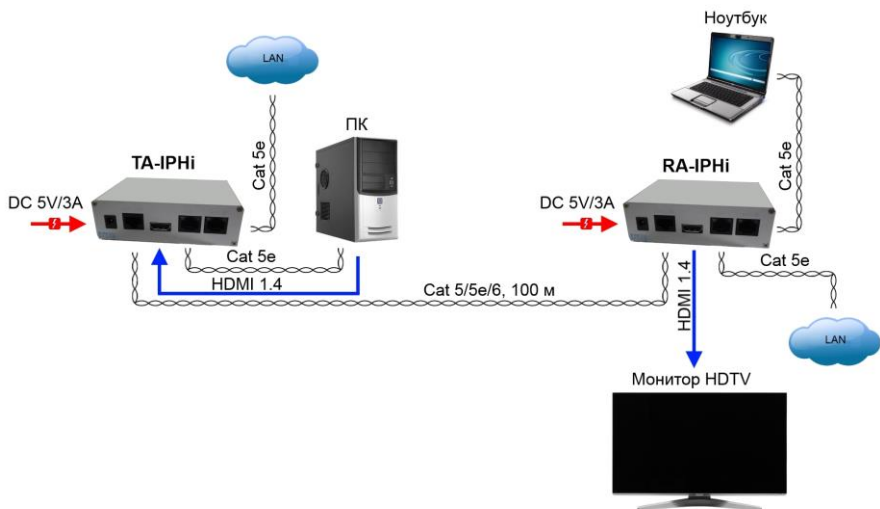 Ноутбук
LAN
ПК
Cat 5e
TA-IPHi
RA-IPHi
Cat 5e
DC 5V/3A
DC 5V/3A
Cat 5e
Cat 5e
HDMI 1.4
Cat 5/5e/6, 100 м
HDMI 1.4
LAN
Монитор HDTV